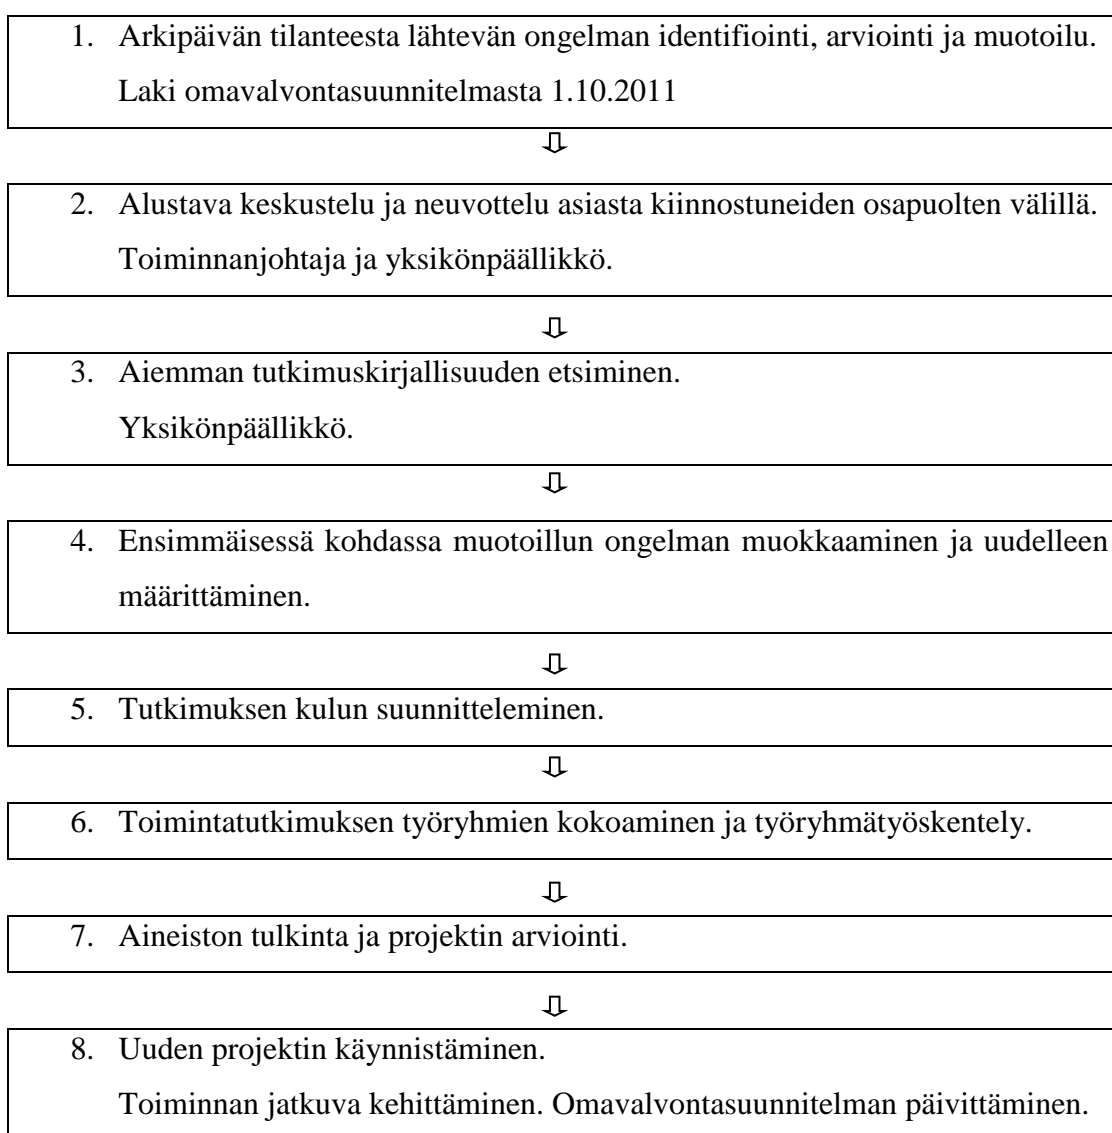 1. Arkipäivän tilanteesta lähtevän ongelman identifiointi, arviointi ja muotoilu.
Laki omavalvontasuunnitelmasta 1.10.2011
⇩
2. Alustava keskustelu ja neuvottelu asiasta kiinnostuneiden osapuolten välillä.
Toiminnanjohtaja ja yksikönpäällikkö.
⇩
3. Aiemman tutkimuskirjallisuuden etsiminen.
Yksikönpäällikkö.
⇩
4. Ensimmäisessä kohdassa muotoillun ongelman muokkaaminen ja uudelleen
määrittäminen.
⇩
5. Tutkimuksen kulun suunnitteleminen.
⇩
6. Toimintatutkimuksen työryhmien kokoaminen ja työryhmätyöskentely.
⇩
7. Aineiston tulkinta ja projektin arviointi.
⇩
8. Uuden projektin käynnistäminen.
Toiminnan jatkuva kehittäminen. Omavalvontasuunnitelman päivittäminen.